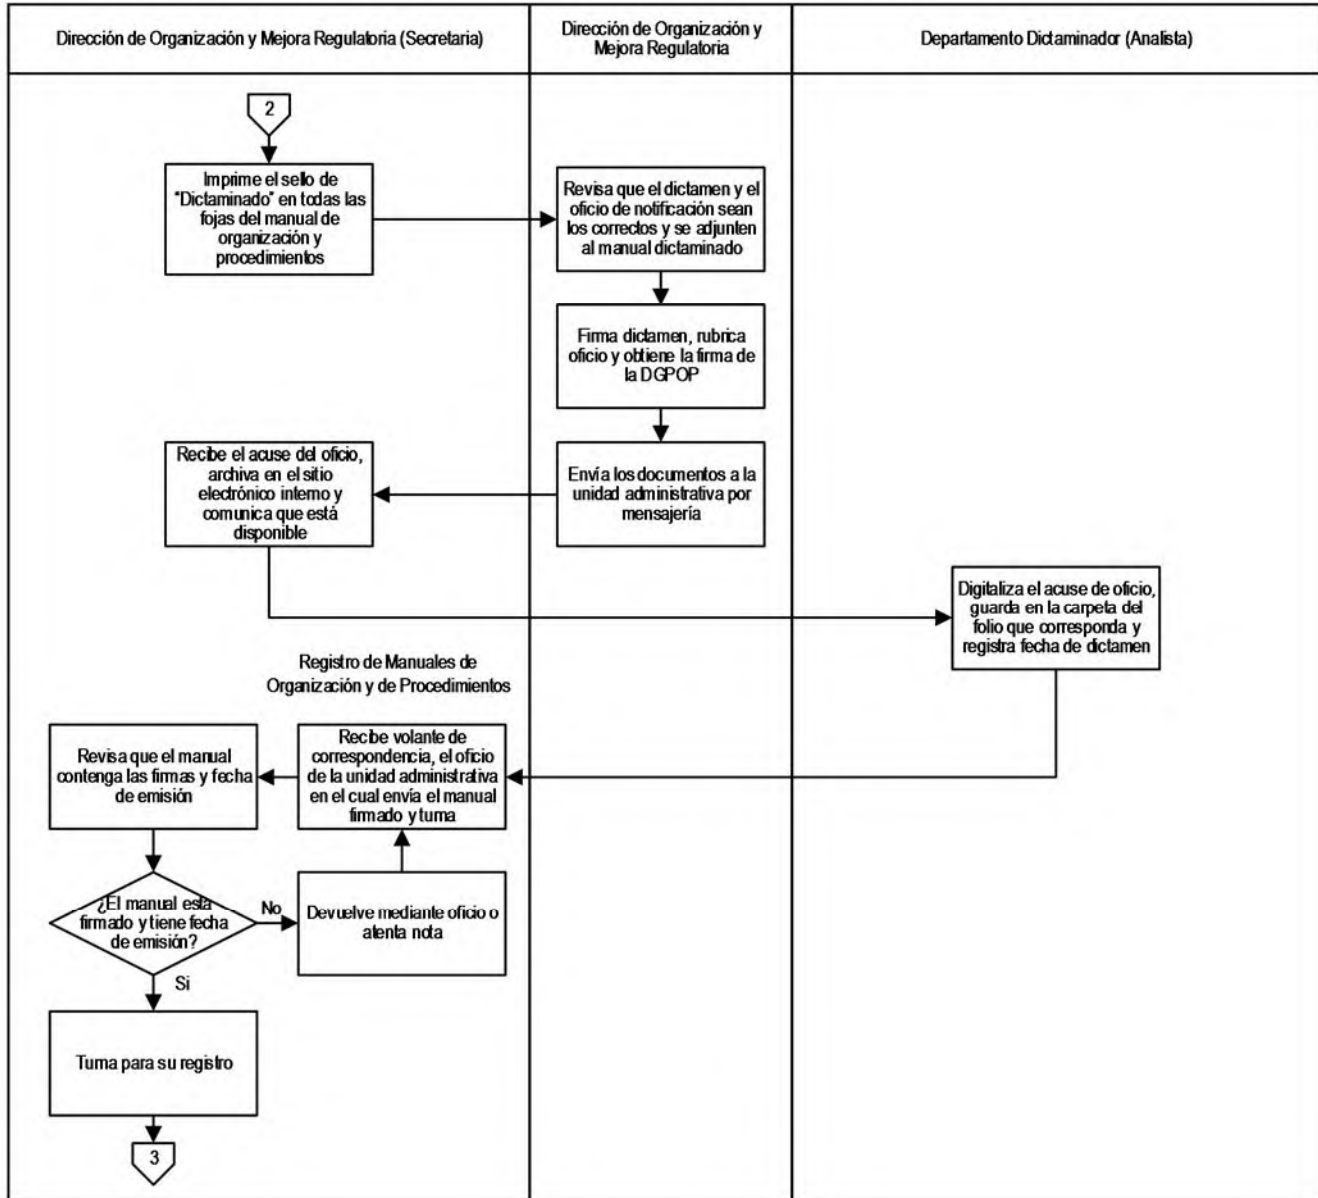 Dirección de Organización y Mejora Regulatoria (Secretaria)
Dirección de Organización y
Mejora Regulatoria
Departamento Dictaminador (Analista)
2
Imprime el sello de
"Dictaminado" en todas las
fojas del manual de
organización y
procedimientos
Revisa que el dictamen y el
oficio de notificación sean
los correctos y se adjunten
al manual dictaminado
Firma dictamen, rubrica
oficio y obtiene la firma de
la DGPOP
Envía los documentos a la
unidad administrativa por
mensajería
Recibe el acuse del oficio,
archiva en el sitio
electrónico interno y
comunica que está
disponible
Digitaliza el acuse de oficio,
guarda en la carpeta del
folio que corresponda y
registra fecha de dictamen
Registro de Manuales de
Organización y de Procedimientos
Recibe volante de
correspondencia, el oficio
de la unidad administrativa
en el cual envía el manual
firmado y turna
Revisa que el manual
contenga las firmas y fecha
de emisión
¿El manual está
firmado y tiene fecha
de emisión?
No
Devuelve mediante oficio o
atenta nota
Si
Turna para su registro
3